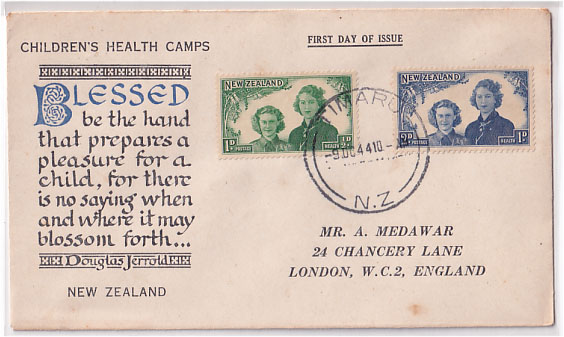 CHILDREN'S HEALTH CAMPS
BLESSED
be the hand
that prepares a
pleasure for a
child, for there
is no saying when
and where it may
blossom forth...
Douglas Jerrold
NEW ZEALAND
FIRST DAY OF ISSUE
NEW ZEALAND
1D
POSTAGE
HEALTH
½D
NEW ZEALAND
2D
POSTAGE
HEALTH
1D
TIMARU
N.Z
MR. A. MEDAWAR
24 CHANCERY LANE
LONDON, W.C.2, ENGLAND